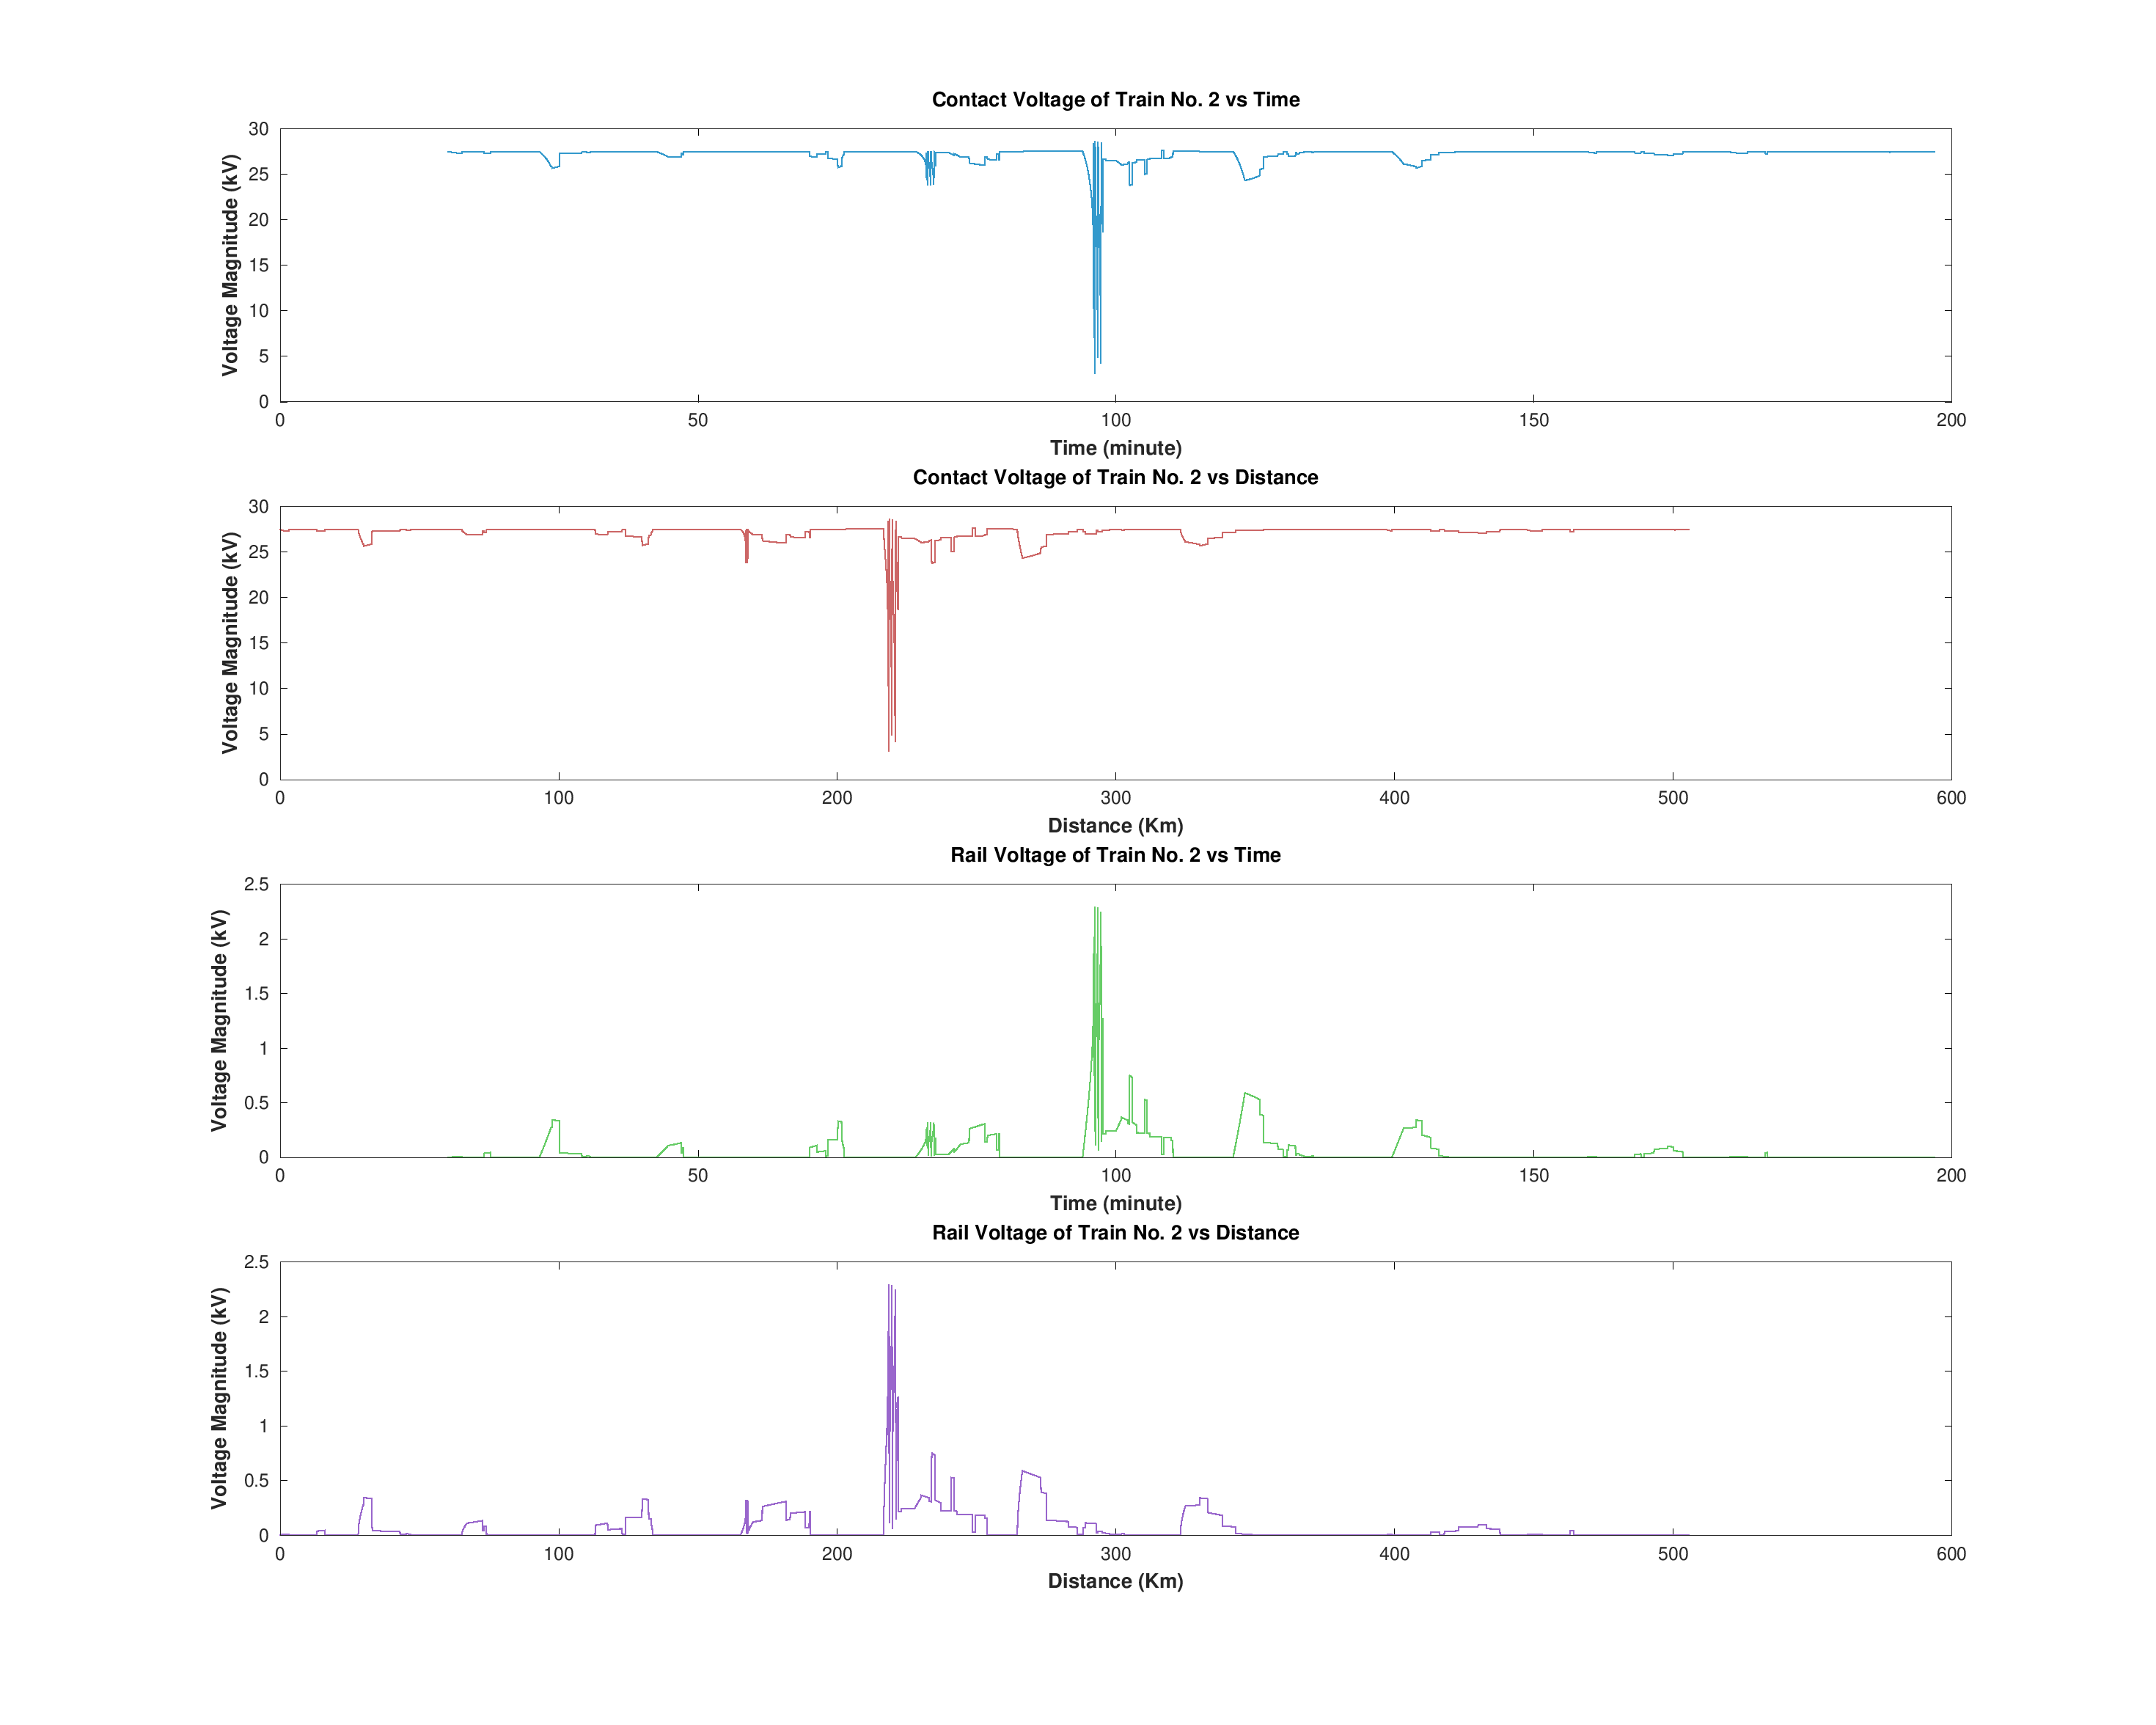 Contact Voltage of Train No. 2 vs Time
30
25
20
15
10
5
0
Voltage Magnitude (kV)
0 50 100 150 200
Time (minute)
Contact Voltage of Train No. 2 vs Distance
30
25
20
15
10
5
0
Voltage Magnitude (kV)
0 100 200 300 400 500 600
Distance (Km)
Rail Voltage of Train No. 2 vs Time
2.5
2
1.5
1
0.5
0
Voltage Magnitude (kV)
0 50 100 150 200
Time (minute)
Rail Voltage of Train No. 2 vs Distance
2.5
2
1.5
1
0.5
0
Voltage Magnitude (kV)
0 100 200 300 400 500 600
Distance (Km)